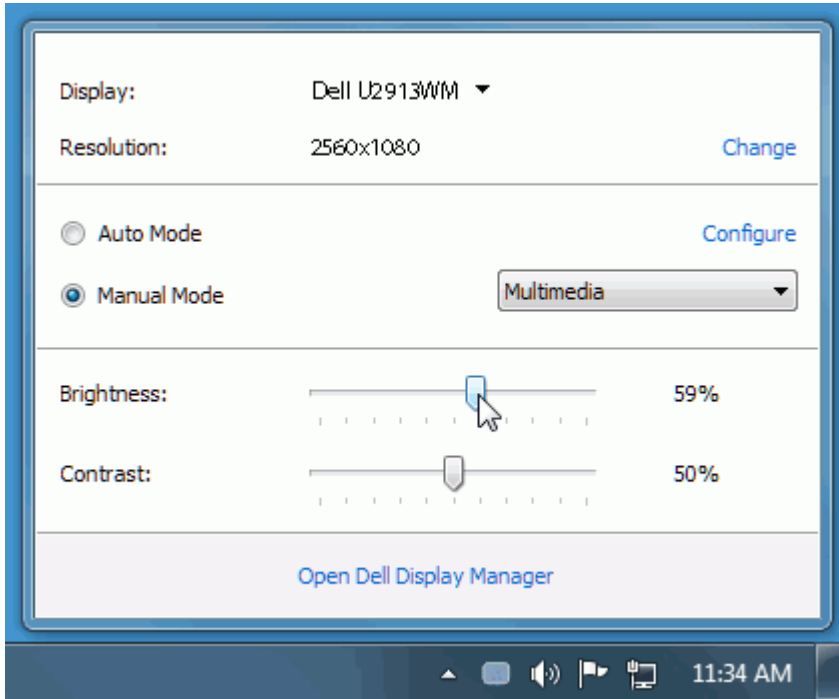 Display: Dell U2913WM
Resolution: 2560x1080 Change
Auto Mode Configure
Manual Mode Multimedia
Brightness: 59%
Contrast: 50%
Open Dell Display Manager
11:34 AM